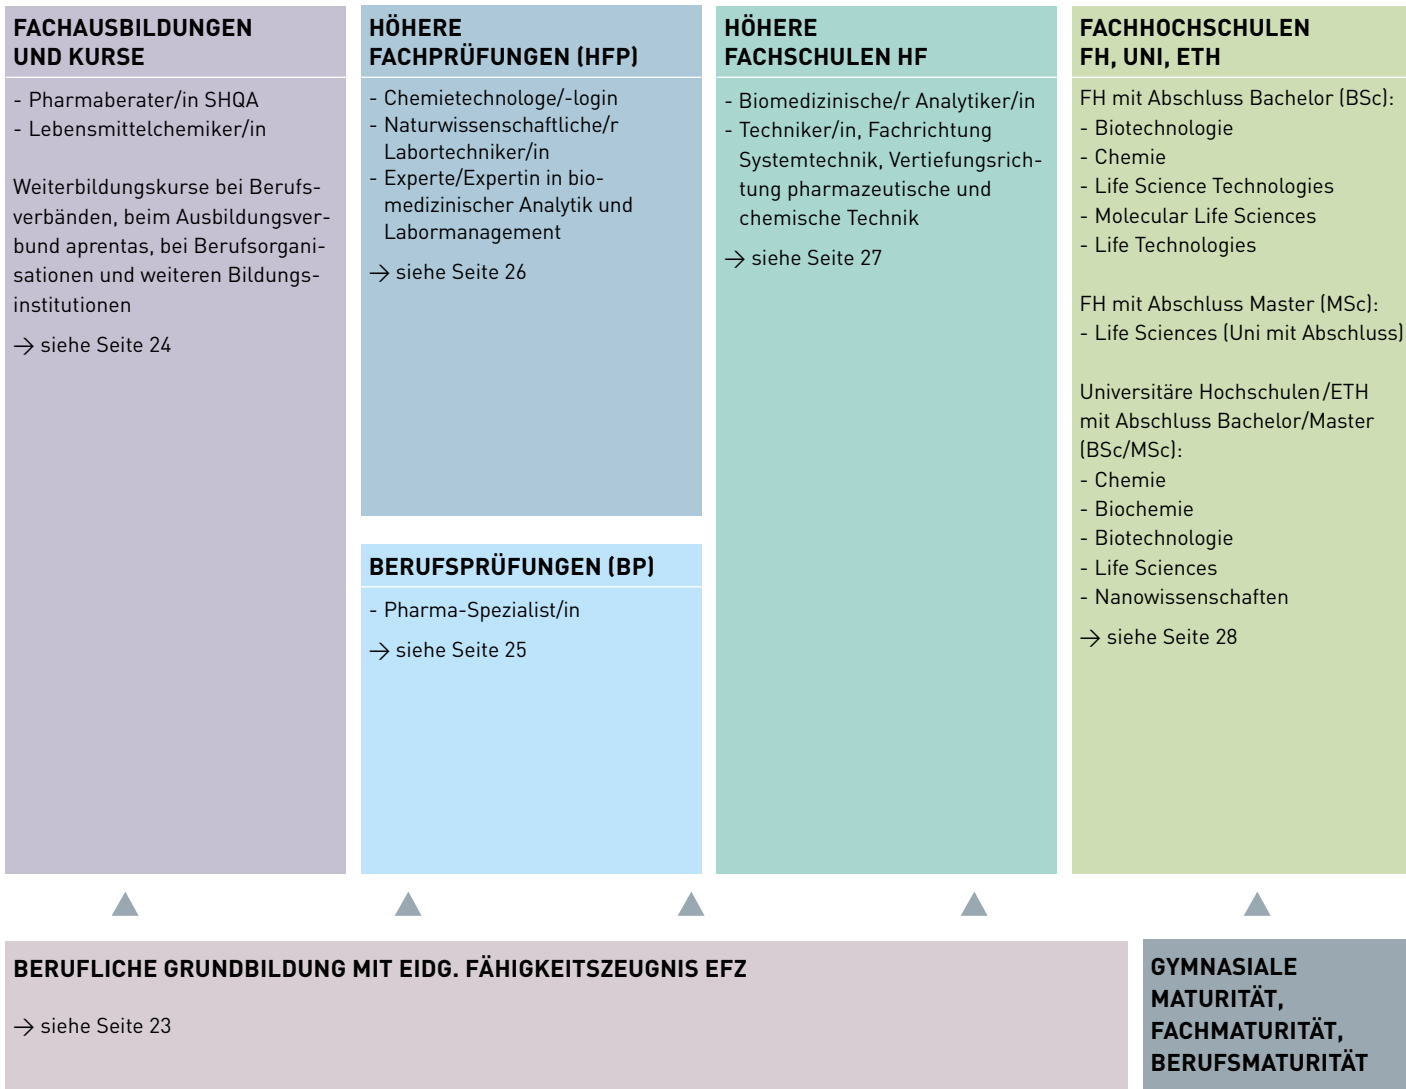 FACHAUSBILDUNGEN
UND KURSE
- Pharmaberater/in SHQA
- Lebensmittelchemiker/in
Weiterbildungskurse bei Berufs-
verbänden, beim Ausbildungsver-
bund aprentas, bei Berufsorgani-
sationen und weiteren Bildungs-
institutionen
→ siehe Seite 24
HÖHERE
FACHPRÜFUNGEN (HFP)
- Chemietechnologe/-login
- Naturwissenschaftliche/r
Labortechniker/in
- Experte/Expertin in bio-
medizinischer Analytik und
Labormanagement
→ siehe Seite 26
BERUFSPRÜFUNGEN (BP)
- Pharma-Spezialist/in
→ siehe Seite 25
HÖHERE
FACHSCHULEN HF
- Biomedizinische/r Analytiker/in
- Techniker/in, Fachrichtung
Systemtechnik, Vertiefungsrich-
tung pharmazeutische und
chemische Technik
→ siehe Seite 27
FACHHOCHSCHULEN
FH, UNI, ETH
FH mit Abschluss Bachelor (BSc):
- Biotechnologie
- Chemie
- Life Science Technologies
- Molecular Life Sciences
- Life Technologies
FH mit Abschluss Master (MSc):
- Life Sciences (Uni mit Abschluss)
Universitäre Hochschulen/ETH
mit Abschluss Bachelor/Master
(BSc/MSc):
- Chemie
- Biochemie
- Biotechnologie
- Life Sciences
- Nanowissenschaften
→ siehe Seite 28
BERUFLICHE GRUNDBILDUNG MIT EIDG. FÄHIGKEITSZEUGNIS EFZ
→ siehe Seite 23
GYMNASIALE
MATURITÄT,
FACHMATURITÄT,
BERUFSMATURITÄT